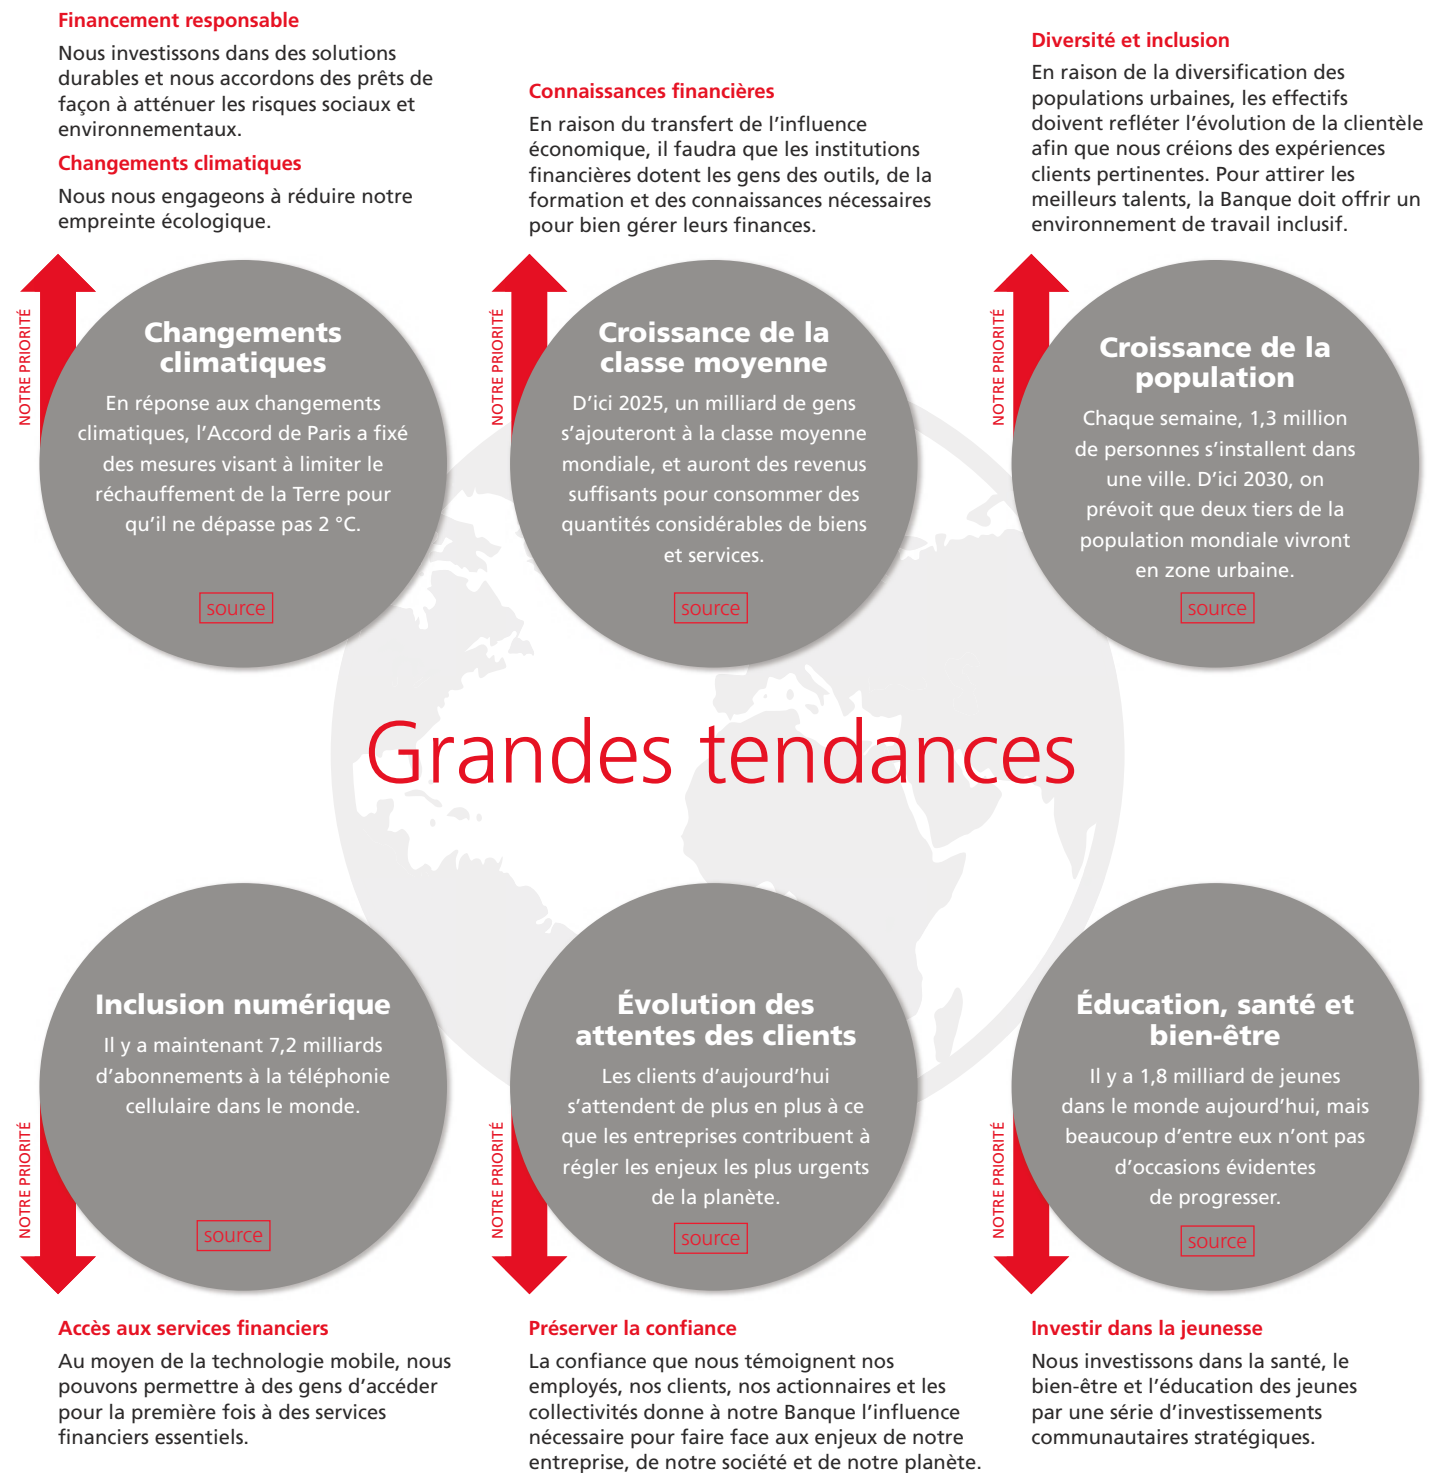 Financement responsable
Nous investissons dans des solutions
durables et nous accordons des prêts de
façon à atténuer les risques sociaux et
environnementaux.
Changements climatiques
Nous nous engageons à réduire notre
empreinte écologique.
Connaissances financières
En raison du transfert de l’influence
économique, il faudra que les institutions
financières dotent les gens des outils, de la
formation et des connaissances nécessaires
pour bien gérer leurs finances.
Diversité et inclusion
En raison de la diversification des
populations urbaines, les effectifs
doivent refléter l’évolution de la clientèle
afin que nous créions des expériences
clients pertinentes. Pour attirer les
meilleurs talents, la Banque doit offrir un
environnement de travail inclusif.
NOTRE PRIORITÉ
Changements
climatiques
En réponse aux changements
climatiques, l’Accord de Paris a fixé
des mesures visant à limiter le
réchauffement de la Terre pour
qu’il ne dépasse pas 2 °C.
source
NOTRE PRIORITÉ
Croissance de la
classe moyenne
D’ici 2025, un milliard de gens
s’ajouteront à la classe moyenne
mondiale, et auront des revenus
suffisants pour consommer des
quantités considérables de biens
et services.
source
NOTRE PRIORITÉ
Croissance de la
population
Chaque semaine, 1,3 million
de personnes s’installent dans
une ville. D’ici 2030, on
prévoit que deux tiers de la
population mondiale vivront
en zone urbaine.
source
Grandes tendances
NOTRE PRIORITÉ
Inclusion numérique
Il y a maintenant 7,2 milliards
d’abonnements à la téléphonie
cellulaire dans le monde.
source
NOTRE PRIORITÉ
Évolution des
attentes des clients
Les clients d’aujourd’hui
s’attendent de plus en plus à ce
que les entreprises contribuent à
régler les enjeux les plus urgents
de la planète.
source
NOTRE PRIORITÉ
Éducation, santé et
bien-être
Il y a 1,8 milliard de jeunes
dans le monde aujourd’hui, mais
beaucoup d’entre eux n’ont pas
d’occasions évidentes
de progresser.
source
Accès aux services financiers
Au moyen de la technologie mobile, nous
pouvons permettre à des gens d’accéder
pour la première fois à des services
financiers essentiels.
Préserver la confiance
La confiance que nous témoignent nos
employés, nos clients, nos actionnaires et les
collectivités donne à notre Banque l’influence
nécessaire pour faire face aux enjeux de notre
entreprise, de notre société et de notre planète.
Investir dans la jeunesse
Nous investissons dans la santé, le
bien-être et l’éducation des jeunes
par une série d’investissements
communautaires stratégiques.